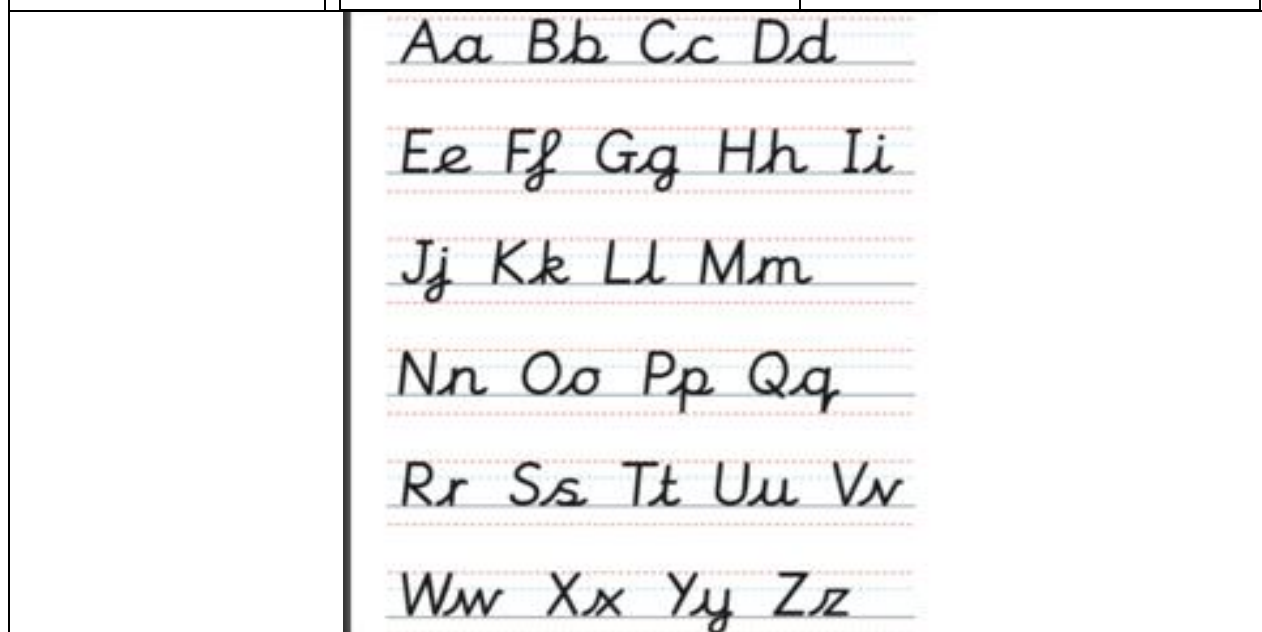 Aa Bb Cc Dd
Ee Ff Gg Hh Ii
Jj Kk Ll Mm
Nn Oo Pp Qq
Rr Ss Tt Uu Vv
Ww Xx Yy Zz